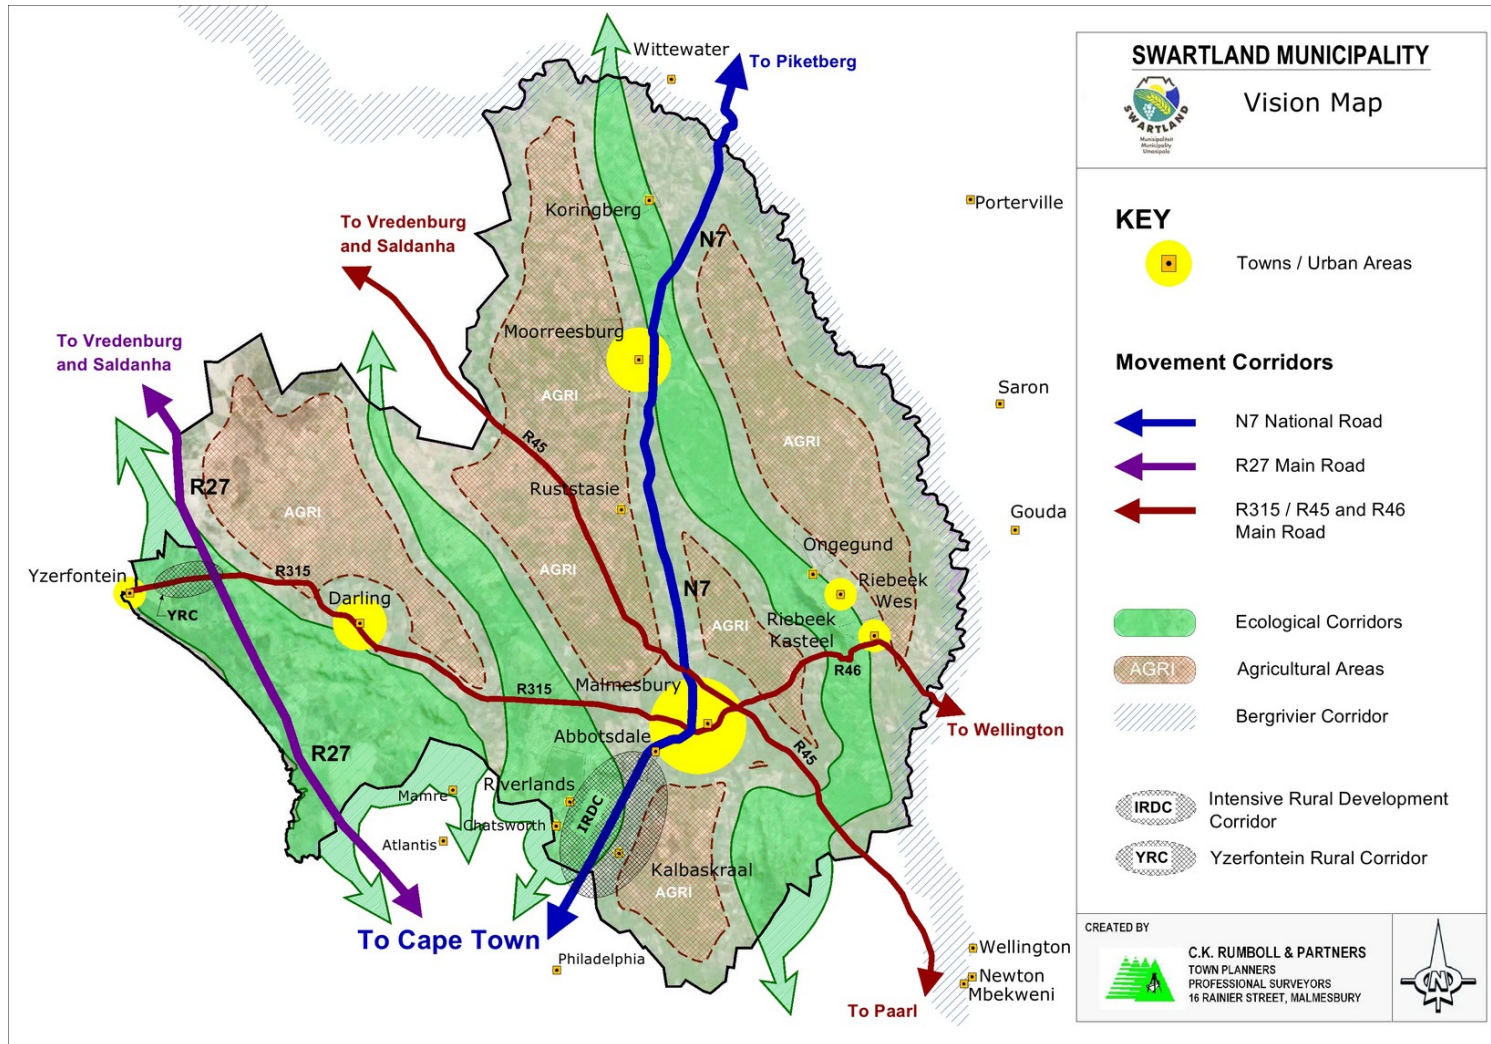 Wittewater
To Piketberg
Koringberg
N7
To Vredenburg
and Saldanha
Moorreesburg
To Vredenburg
and Saldanha
AGRI
R45
AGRI
R27
AGRI
Ruststasie
Ongegund
AGRI
N7
Riebeek
Wes
Yzerfontein
R315
YRC
Darling
AGRI
Riebeek
Kasteel
R46
Malmesbury
R315
To Wellington
Abbotsdale
R45
R27
Riverlands
Mamre
IRDC
Chatsworth
Atlantis
Kalbaskraal
AGRI
To Cape Town
Philadelphia
To Paarl
Porterville
Saron
Gouda
Wellington
Newton
Mbekweni
SWARTLAND MUNICIPALITY
Vision Map
SWARTLAND
Munisipaliteit
Municipality
Umasipala
KEY
Towns / Urban Areas
Movement Corridors
N7 National Road
R27 Main Road
R315 / R45 and R46
Main Road
Ecological Corridors
AGRI
Agricultural Areas
Bergrivier Corridor
IRDC
Intensive Rural Development
Corridor
YRC
Yzerfontein Rural Corridor
CREATED BY
C.K. RUMBOLL & PARTNERS
TOWN PLANNERS
PROFESSIONAL SURVEYORS
16 RAINIER STREET, MALMESBURY
N